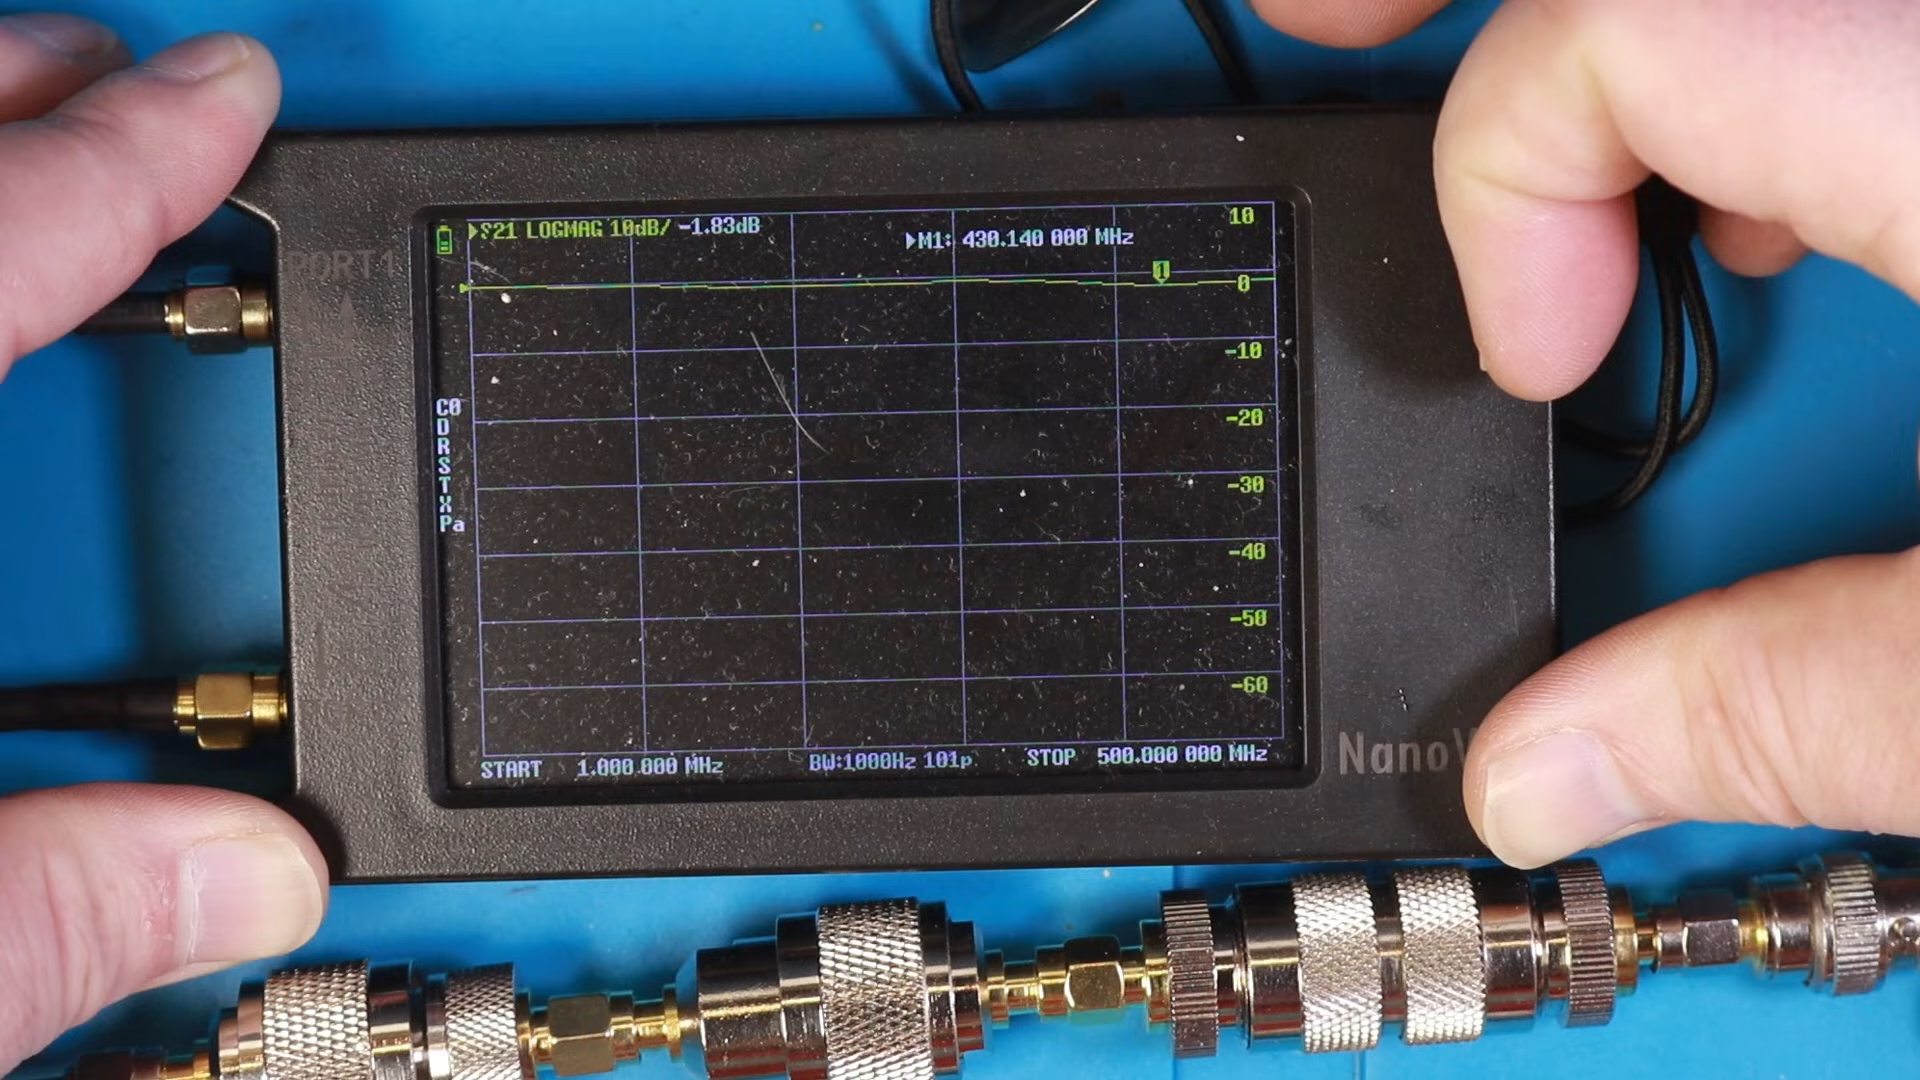 S21 LOGMAG 10dB/ -1.83dB
M1: 430.140 000 MHz
10
1
0
-10
-20
-30
-40
-50
-60
C0
D
R
S
T
X
Pa
START 1.000.000 MHz
BW:1000Hz 101p
STOP 500.000 000 MHz
PORT1